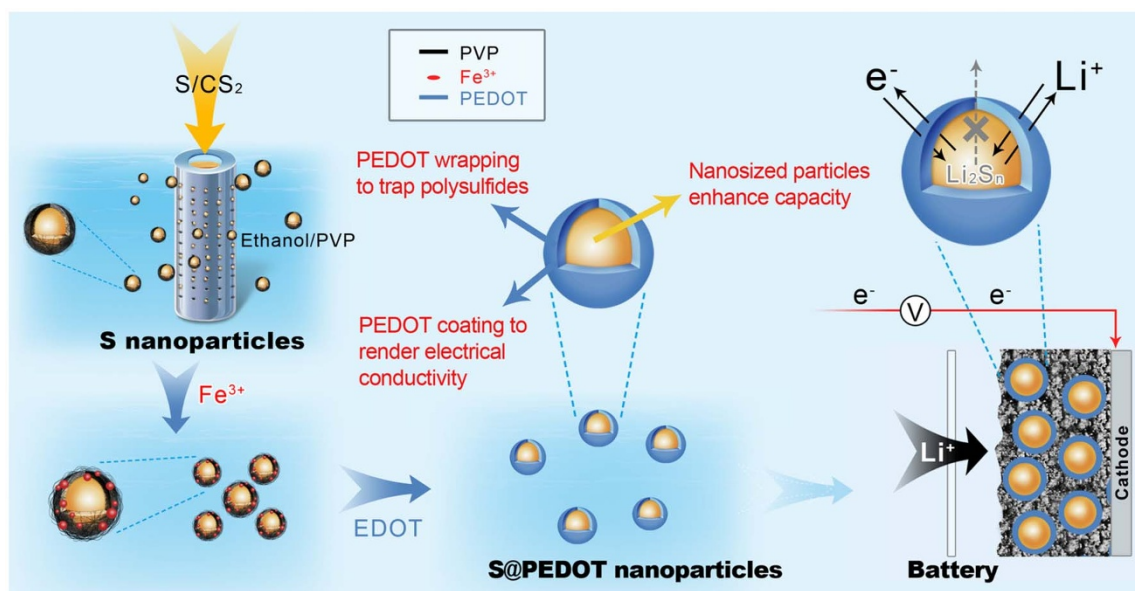 S/CS₂
Ethanol/PVP
S nanoparticles
Fe³⁺
PVP
Fe³⁺
PEDOT
PEDOT wrapping
to trap polysulfides
Nanosized particles
enhance capacity
PEDOT coating to
render electrical
conductivity
EDOT
S@PEDOT nanoparticles
e⁻
Li⁺
Li₂Sₙ
e⁻
V
e⁻
Li⁺
Cathode
Battery